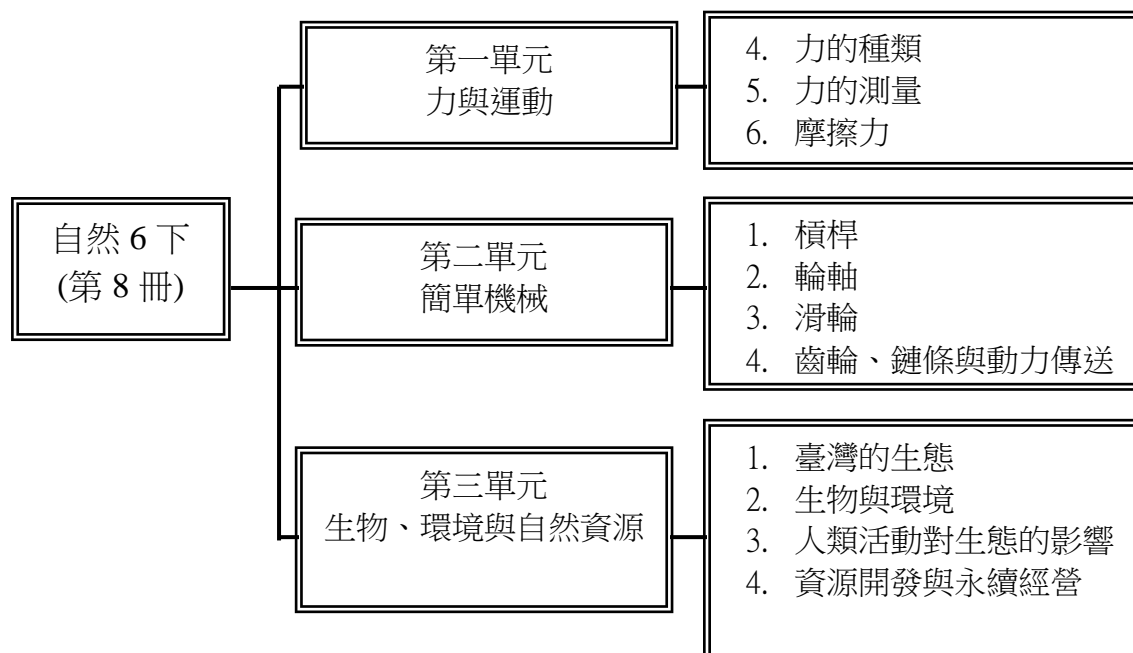 自然 6 下
(第 8 冊)
第一單元
力與運動
4. 力的種類
5. 力的測量
6. 摩擦力
第二單元
簡單機械
1. 槓桿
2. 輪軸
3. 滑輪
4. 齒輪、鏈條與動力傳送
第三單元
生物、環境與自然資源
1. 臺灣的生態
2. 生物與環境
3. 人類活動對生態的影響
4. 資源開發與永續經營